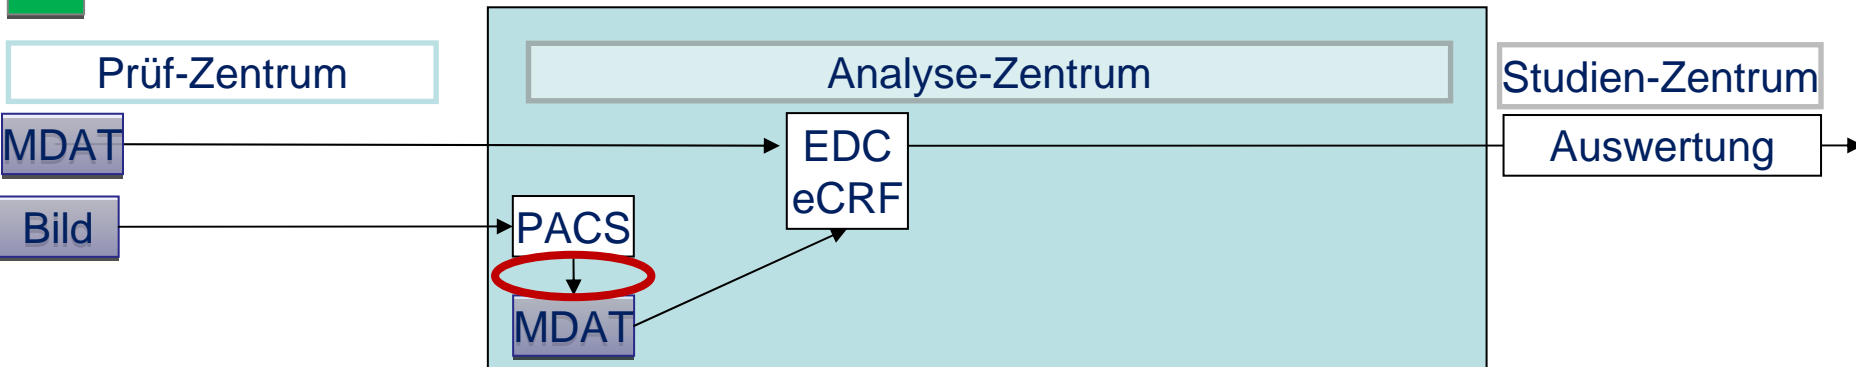 Prüf-Zentrum
Analyse-Zentrum
Studien-Zentrum
MDAT
EDC
eCRF
Auswertung
Bild
PACS
MDAT